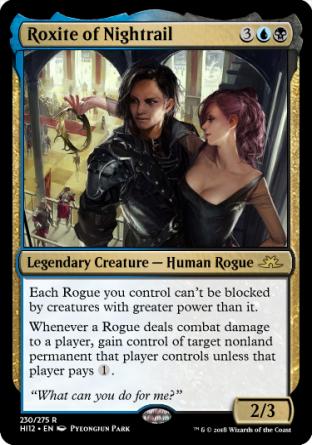 Roxite of Nightrail 3
Legendary Creature — Human Rogue
Each Rogue you control can't be blocked
by creatures with greater power than it.
Whenever a Rogue deals combat damage
to a player, gain control of target nonland
permanent that player controls unless that
player pays 1.
"What can you do for me?"
2/3
230/275 R
HI12 • EN PYEONGJUN PARK
™ & © 2018 Wizards of the Coast